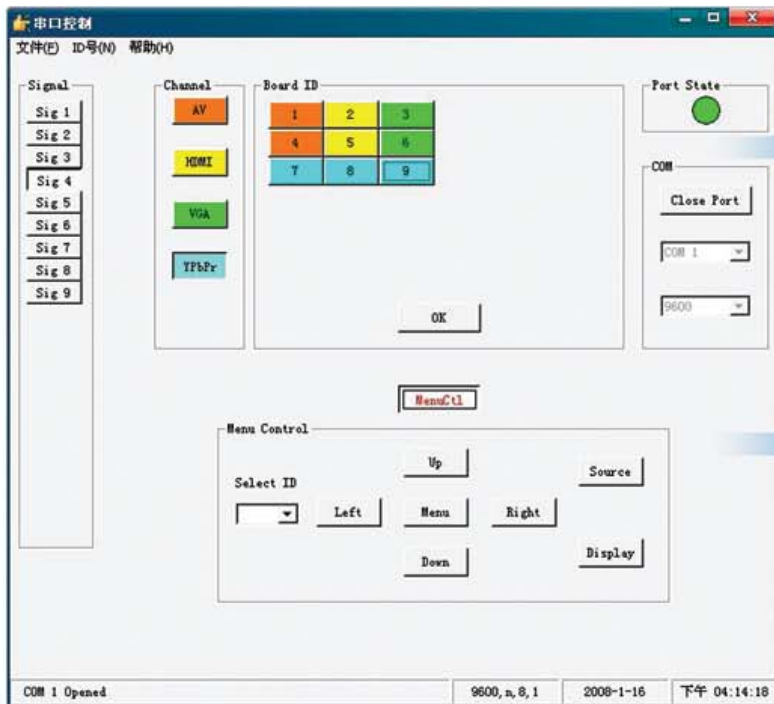 串口控制
文件(F) ID号(N) 帮助(H)
Signal
Sig 1
Sig 2
Sig 3
Sig 4
Sig 5
Sig 6
Sig 7
Sig 8
Sig 9
Channel
AV
HDMI
VGA
YPbPr
Board ID
1 2 3
4 5 6
7 8 9
OK
Port State
COM
Close Port
COM 1
9600
MenuCtl
Menu Control
Select ID
Up
Left
Menu
Right
Down
Source
Display
COM 1 Opened
9600,n,8,1
2008-1-16
下午 04:14:18